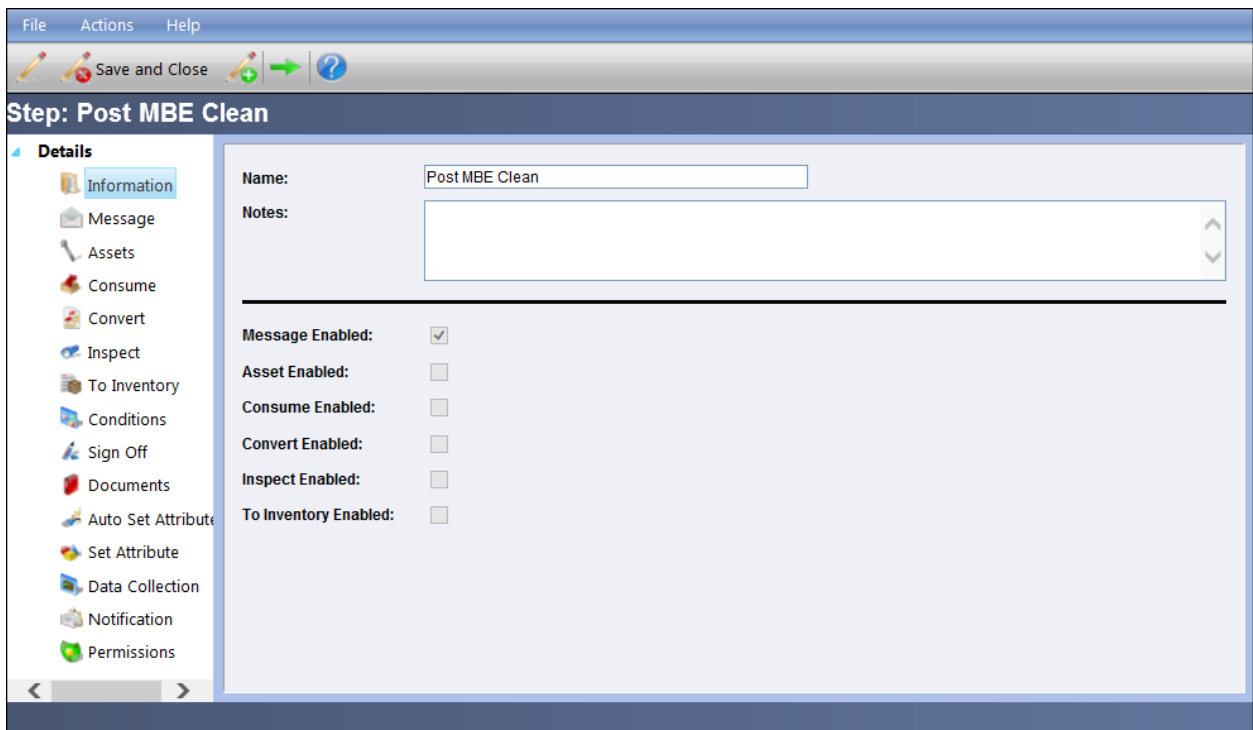 File Actions Help
Save and Close
Step: Post MBE Clean
Details
Information
Message
Assets
Consume
Convert
Inspect
To Inventory
Conditions
Sign Off
Documents
Auto Set Attribute
Set Attribute
Data Collection
Notification
Permissions
Name: Post MBE Clean
Notes:
Message Enabled:
Asset Enabled:
Consume Enabled:
Convert Enabled:
Inspect Enabled:
To Inventory Enabled: